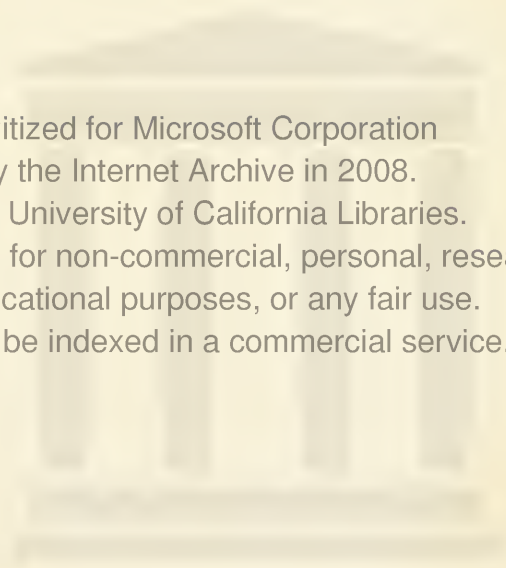 itized for Microsoft Corporation
y the Internet Archive in 2008.
University of California Libraries.
for non-commercial, personal, resea
cational purposes, or any fair use.
be indexed in a commercial service.